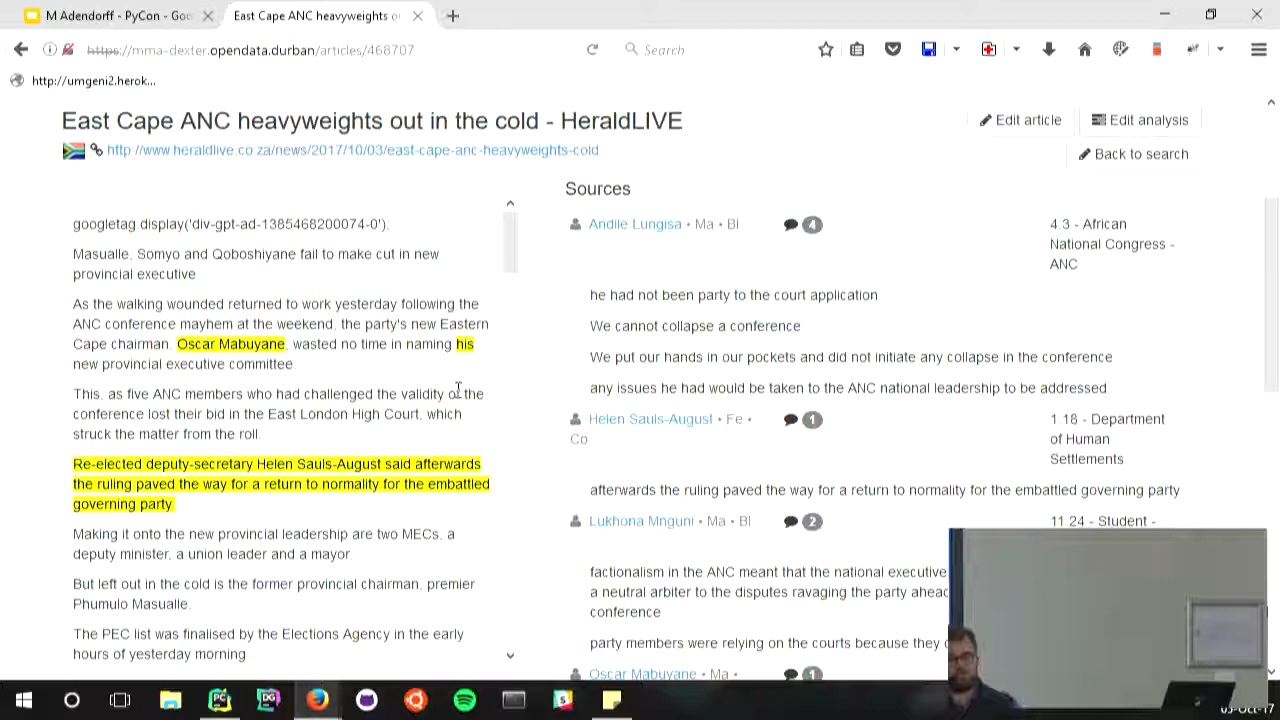 M Adendorff - PyCon - Goo
East Cape ANC heavyweights o
https://mma-dexter.opendata.durban/articles/468707
Search
http://umgeni2.herok...
East Cape ANC heavyweights out in the cold - HeraldLIVE
Edit article
Edit analysis
http://www.heraldlive.co.za/news/2017/10/03/east-cape-anc-heavyweights-cold
Back to search
googletag.display('div-gpt-ad-1385468200074-0');
Masualle, Somyo and Qoboshiyane fail to make cut in new
provincial executive
As the walking wounded returned to work yesterday following the
ANC conference mayhem at the weekend, the party's new Eastern
Cape chairman, Oscar Mabuyane, wasted no time in naming his
new provincial executive committee.
This, as five ANC members who had challenged the validity of the
conference lost their bid in the East London High Court, which
struck the matter from the roll.
Re-elected deputy-secretary Helen Sauls-August said afterwards
the ruling paved the way for a return to normality for the embattled
governing party.
Making it onto the new provincial leadership are two MECs, a
deputy minister, a union leader and a mayor.
But left out in the cold is the former provincial chairman, premier
Phumulo Masualle.
The PEC list was finalised by the Elections Agency in the early
hours of yesterday morning.
Sources
Andile Lungisa • Ma • Bl
4
4.3 - African
National Congress -
ANC
he had not been party to the court application
We cannot collapse a conference
We put our hands in our pockets and did not initiate any collapse in the conference
any issues he had would be taken to the ANC national leadership to be addressed
Helen Sauls-August • Fe •
Co
1
1.18 - Department
of Human
Settlements
afterwards the ruling paved the way for a return to normality for the embattled governing party
Lukhona Mnguni • Ma • Bl
2
11.24 - Student -
factionalism in the ANC meant that the national executive
a neutral arbiter to the disputes ravaging the party ahead
conference
party members were relying on the courts because they
Oscar Mabuyane • Ma •
1
03-Oct-17